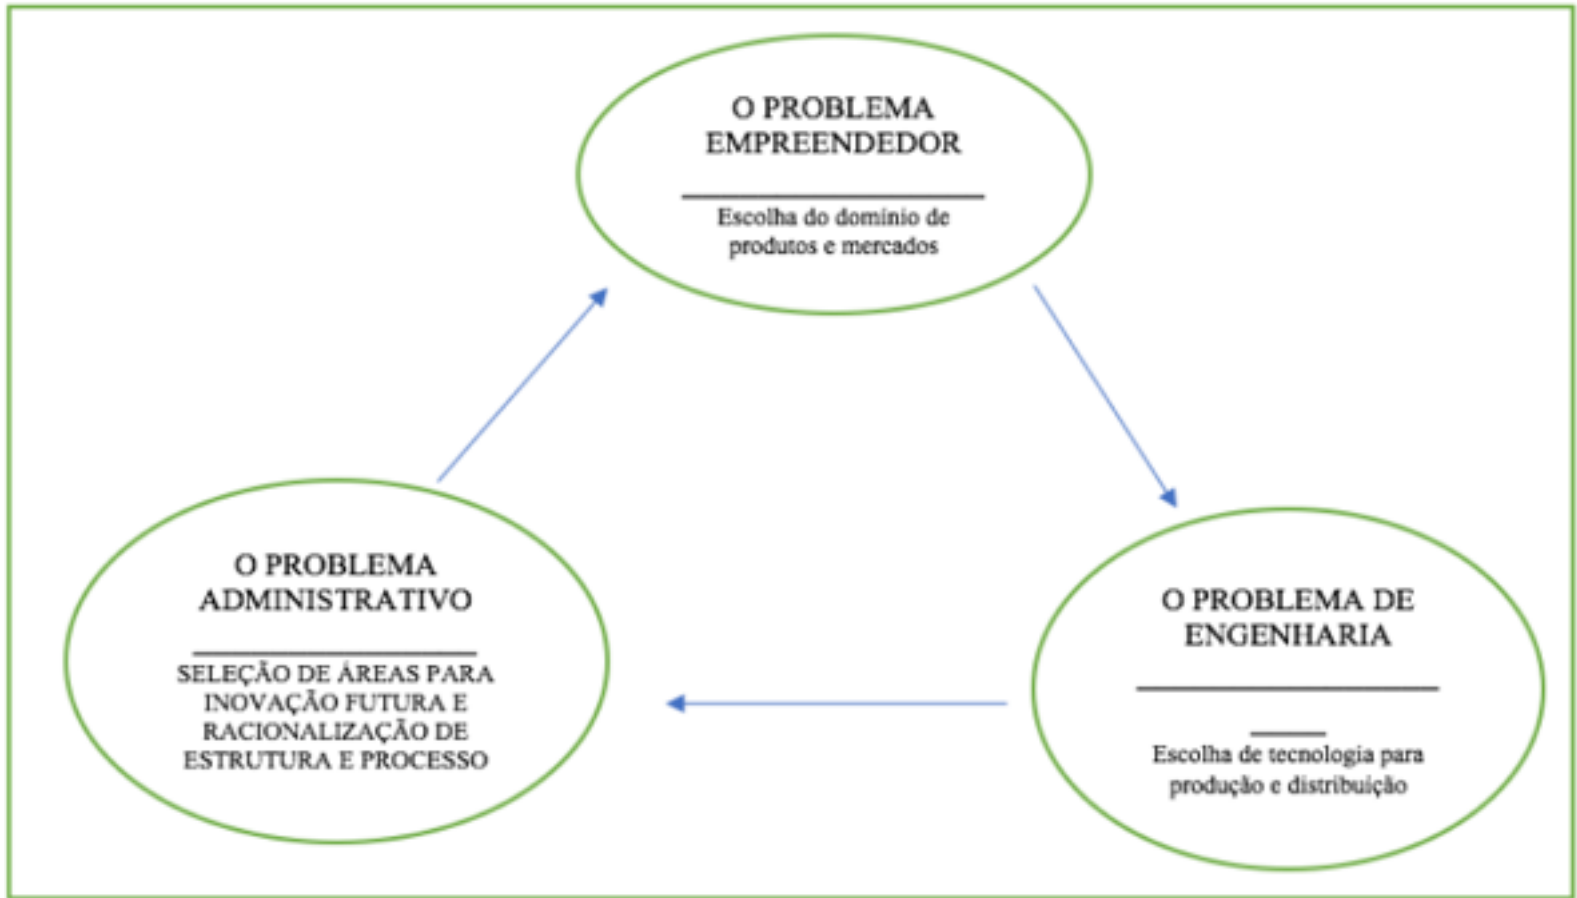 O PROBLEMA
EMPREENDEDOR
Escolha do domínio de
produtos e mercados
O PROBLEMA
ADMINISTRATIVO
SELEÇÃO DE ÁREAS PARA
INOVAÇÃO FUTURA E
RACIONALIZAÇÃO DE
ESTRUTURA E PROCESSO
O PROBLEMA DE
ENGENHARIA
Escolha de tecnologia para
produção e distribuição